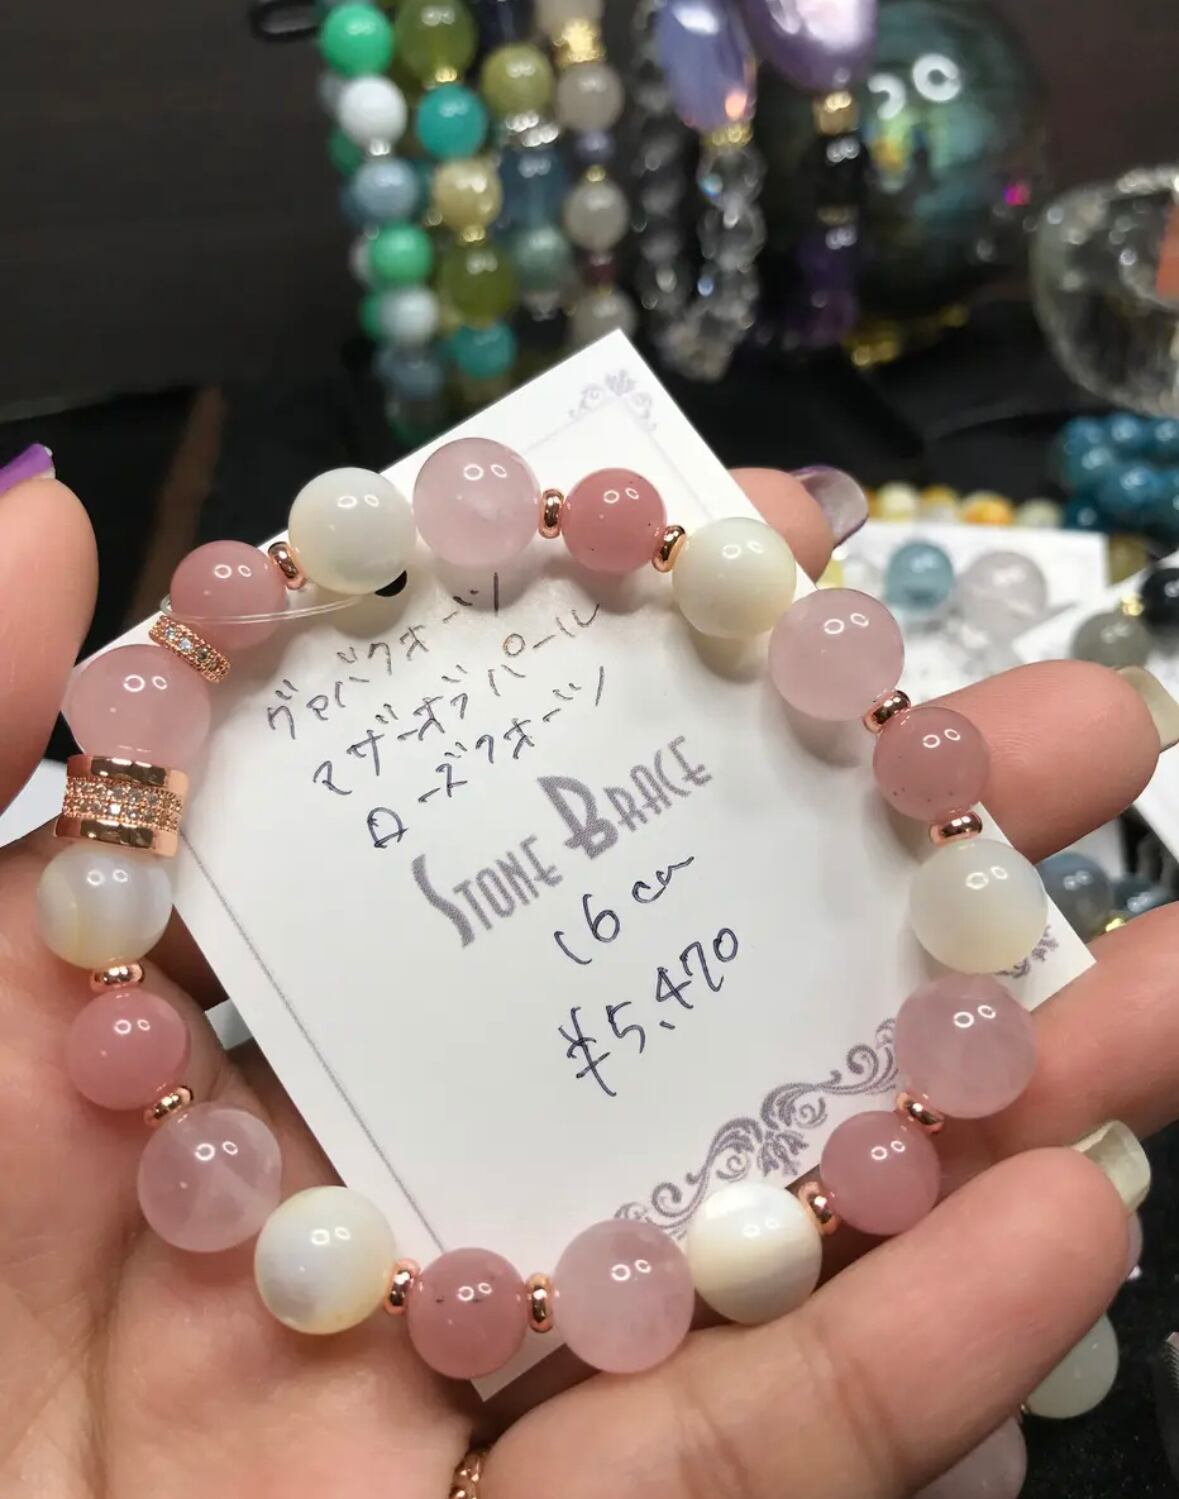 グァバクオーツ
マザーオブパール
ローズクオーツ
STONE BRACE
16cm
¥5,470